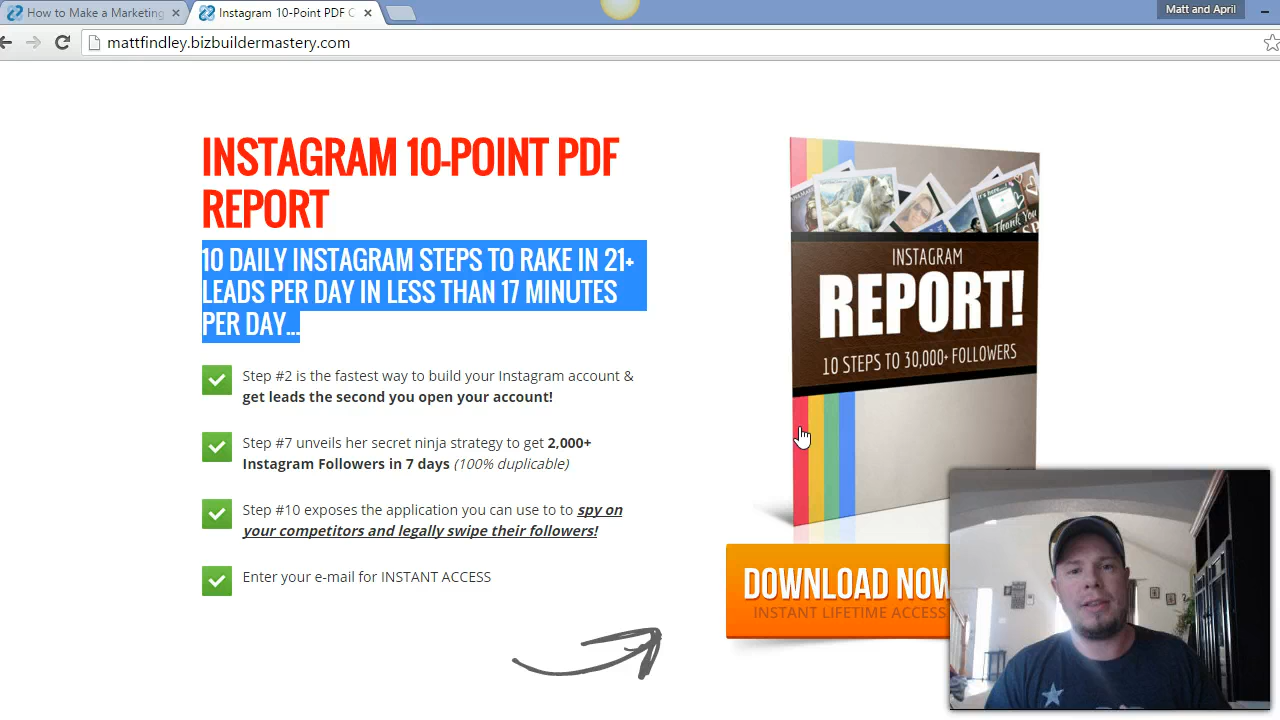 How to Make a Marketing
Instagram 10-Point PDF C
Matt and April
mattfindley.bizbuildermastery.com
INSTAGRAM 10-POINT PDF
REPORT
10 DAILY INSTAGRAM STEPS TO RAKE IN 21+
LEADS PER DAY IN LESS THAN 17 MINUTES
PER DAY...
Step #2 is the fastest way to build your Instagram account &
get leads the second you open your account!
Step #7 unveils her secret ninja strategy to get 2,000+
Instagram Followers in 7 days (100% duplicable)
Step #10 exposes the application you can use to to spy on
your competitors and legally swipe their followers!
Enter your e-mail for INSTANT ACCESS
Thank
INSTAGRAM
REPORT!
10 STEPS TO 30,000+ FOLLOWERS
DOWNLOAD NOW
INSTANT LIFETIME ACCESS